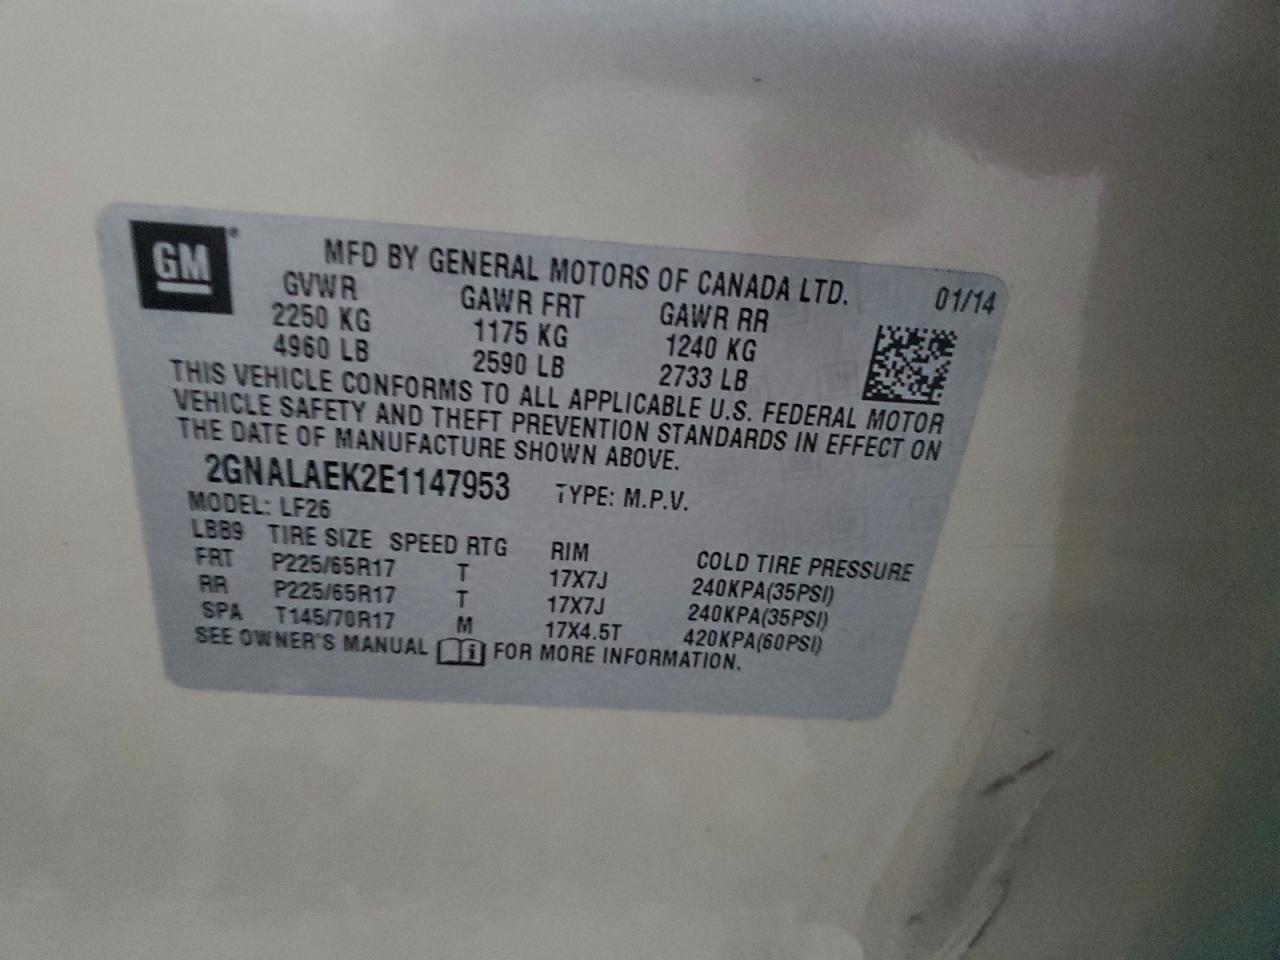 GM
MFD BY GENERAL MOTORS OF CANADA LTD. 01/14
GVWR GAWR FRT GAWR RR
2250 KG 1175 KG 1240 KG
4960 LB 2590 LB 2733 LB
THIS VEHICLE CONFORMS TO ALL APPLICABLE U.S. FEDERAL MOTOR
VEHICLE SAFETY AND THEFT PREVENTION STANDARDS IN EFFECT ON
THE DATE OF MANUFACTURE SHOWN ABOVE.
2GNALAEK2E1147953 TYPE: M.P.V.
MODEL: LF26
LBB9 TIRE SIZE SPEED RTG RIM COLD TIRE PRESSURE
FRT P225/65R17 T 17X7J 240KPA(35PSI)
RR P225/65R17 T 17X7J 240KPA(35PSI)
SPA T145/70R17 M 17X4.5T 420KPA(60PSI)
SEE OWNER'S MANUAL i FOR MORE INFORMATION.